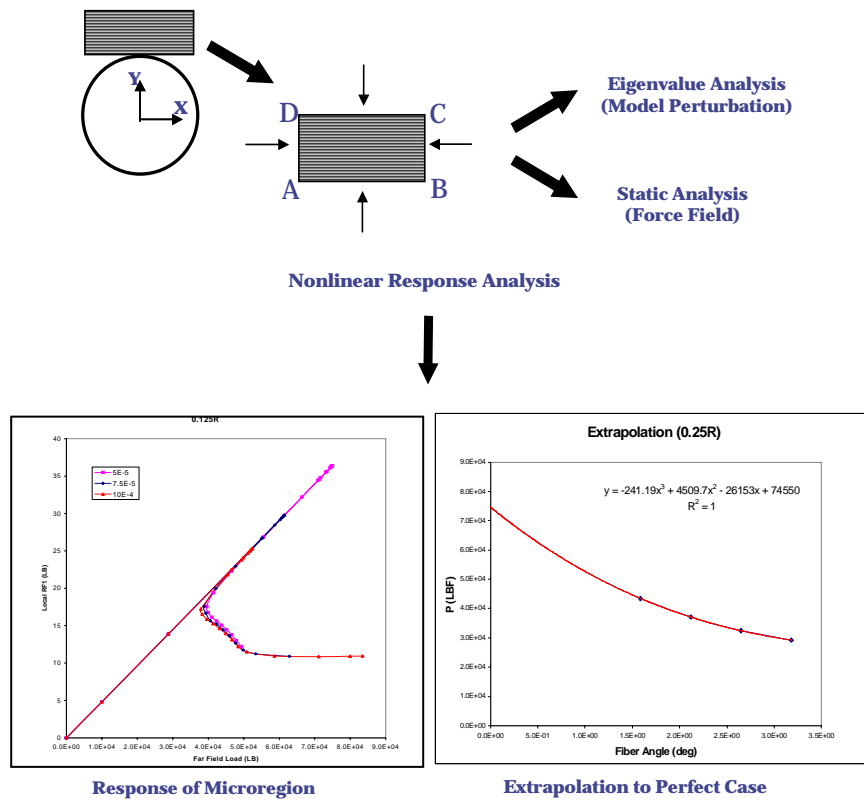 Y
X
D
C
A
B
Eigenvalue Analysis
(Model Perturbation)
Static Analysis
(Force Field)
Nonlinear Response Analysis
0.125R
40
35
30
25
20
15
10
5
0
Local RF1 (LB)
5E-5
7.5E-5
10E-4
0.0E+00 1.0E+04 2.0E+04 3.0E+04 4.0E+04 5.0E+04 6.0E+04 7.0E+04 8.0E+04 9.0E+04
Far Field Load (LB)
Response of Microregion
Extrapolation (0.25R)
9.0E+04
8.0E+04
7.0E+04
6.0E+04
5.0E+04
4.0E+04
3.0E+04
2.0E+04
1.0E+04
0.0E+00
P (LBF)
y = -241.19x³ + 4509.7x² - 26153x + 74550
R² = 1
0.0E+00 5.0E-01 1.0E+00 1.5E+00 2.0E+00 2.5E+00 3.0E+00 3.5E+00
Fiber Angle (deg)
Extrapolation to Perfect Case